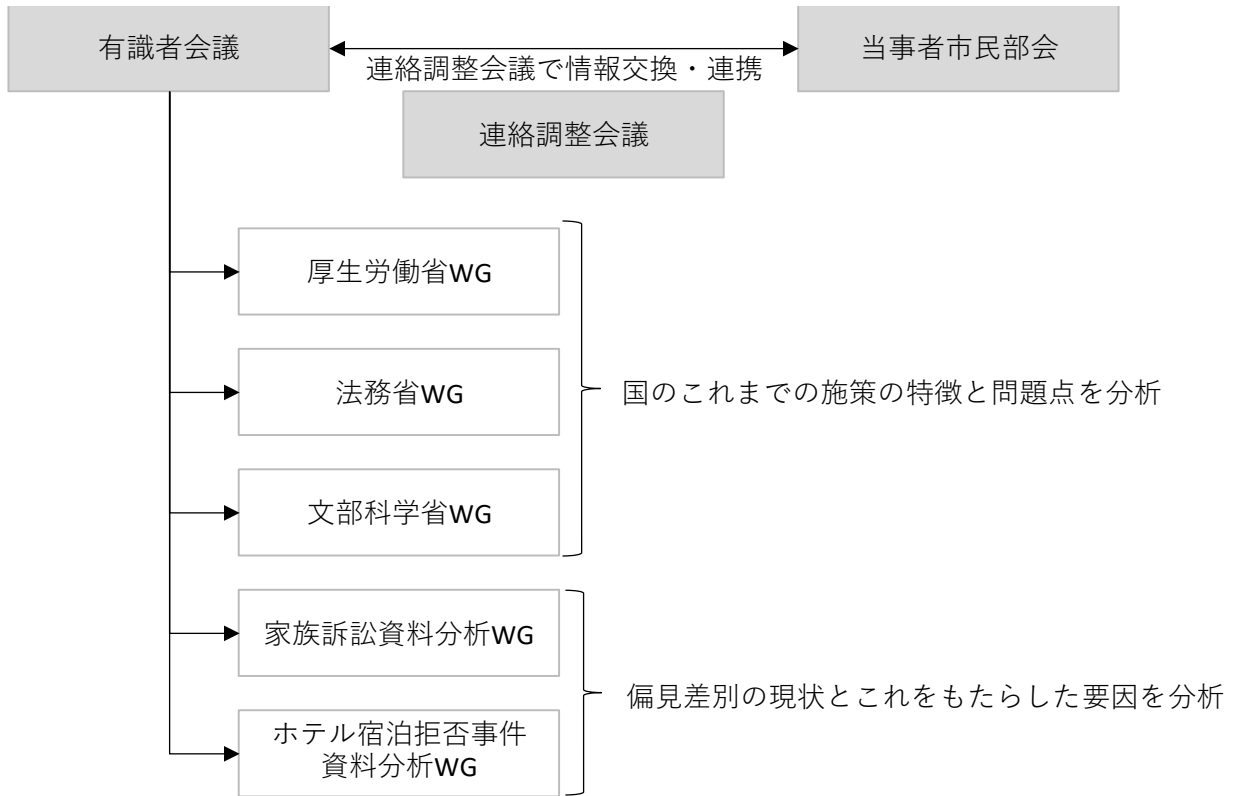 有識者会議
当事者市民部会
連絡調整会議で情報交換・連携
連絡調整会議
厚生労働省WG
法務省WG
文部科学省WG
国のこれまでの施策の特徴と問題点を分析
家族訴訟資料分析WG
ホテル宿泊拒否事件
資料分析WG
偏見差別の現状とこれをもたらした要因を分析